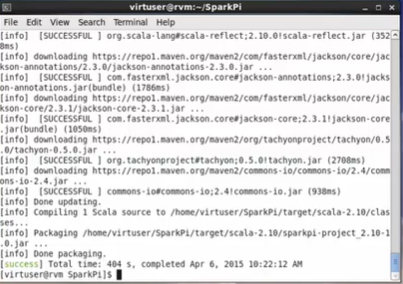 virtuser@rvm:~/SparkPi
File Edit View Search Terminal Help
[info]  [SUCCESSFUL ] org.scala-lang#scala-reflect;2.10.0!scala-reflect.jar (352
8ms)
[info] downloading https://repo1.maven.org/maven2/com/fasterxml/jackson/core/jac
kson-annotations/2.3.0/jackson-annotations-2.3.0.jar ...
[info]  [SUCCESSFUL ] com.fasterxml.jackson.core#jackson-annotations;2.3.0!jacks
on-annotations.jar(bundle) (1786ms)
[info] downloading https://repo1.maven.org/maven2/com/fasterxml/jackson/core/jac
kson-core/2.3.1/jackson-core-2.3.1.jar ...
[info]  [SUCCESSFUL ] com.fasterxml.jackson.core#jackson-core;2.3.1!jackson-core
.jar(bundle) (1050ms)
[info] downloading https://repo1.maven.org/maven2/org/tachyonproject/tachyon/0.5
.0/tachyon-0.5.0.jar ...
[info]  [SUCCESSFUL ] org.tachyonproject#tachyon;0.5.0!tachyon.jar (2708ms)
[info] downloading https://repo1.maven.org/maven2/commons-io/commons-io/2.4/comm
ons-io-2.4.jar ...
[info]  [SUCCESSFUL ] commons-io#commons-io;2.4!commons-io.jar (938ms)
[info] Done updating.
[info] Compiling 1 Scala source to /home/virtuser/SparkPi/target/scala-2.10/clas
ses...
[info] Packaging /home/virtuser/SparkPi/target/scala-2.10/sparkpi-project_2.10-1
.0.jar ...
[info] Done packaging.
[success] Total time: 404 s, completed Apr 6, 2015 10:22:12 AM
[virtuser@rvm SparkPi]$